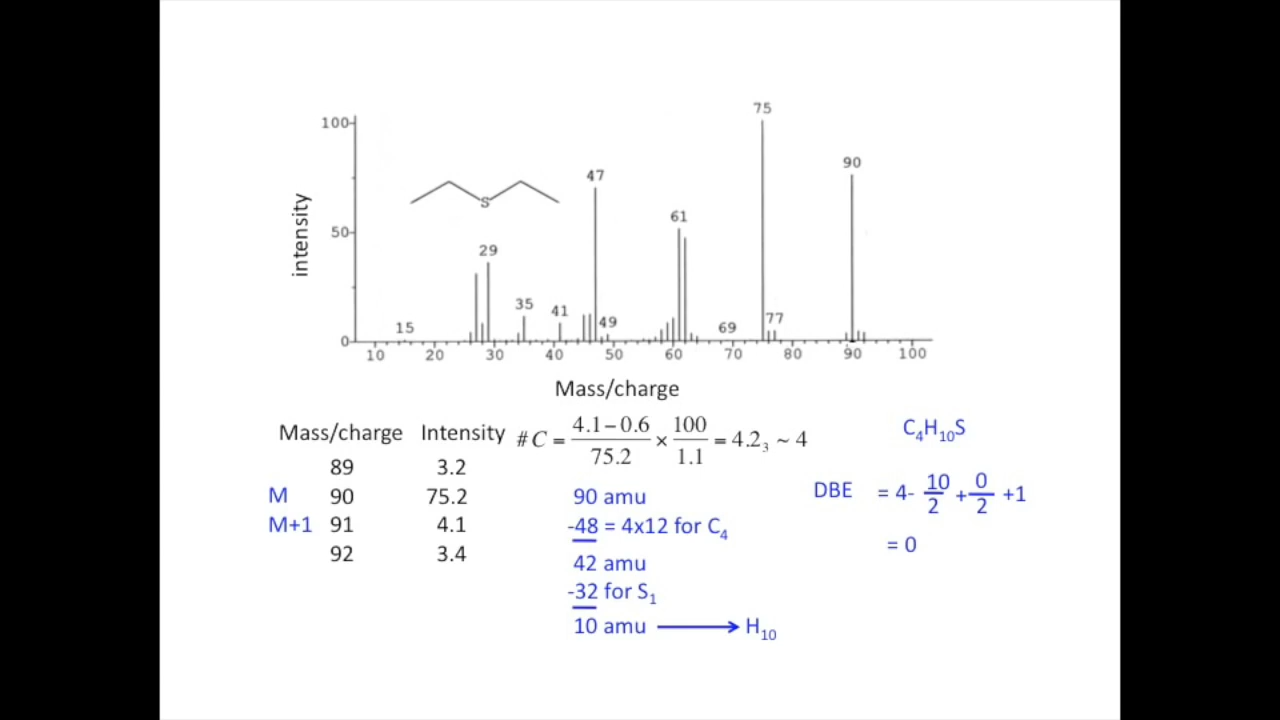 75
100
90
47
61
50
29
35
41
49
15
69
77
0
10 20 30 40 50 60 70 80 90 100
intensity
S
Mass/charge
Mass/charge Intensity
89 3.2
M 90 75.2
M+1 91 4.1
92 3.4
#C = 4.1−0.6 / 75.2 × 100 / 1.1 = 4.2₃ ~ 4
90 amu
-48 = 4x12 for C₄
42 amu
-32 for S₁
10 amu ⟶ H₁₀
C₄H₁₀S
DBE = 4- 10/2 + 0/2 +1
= 0